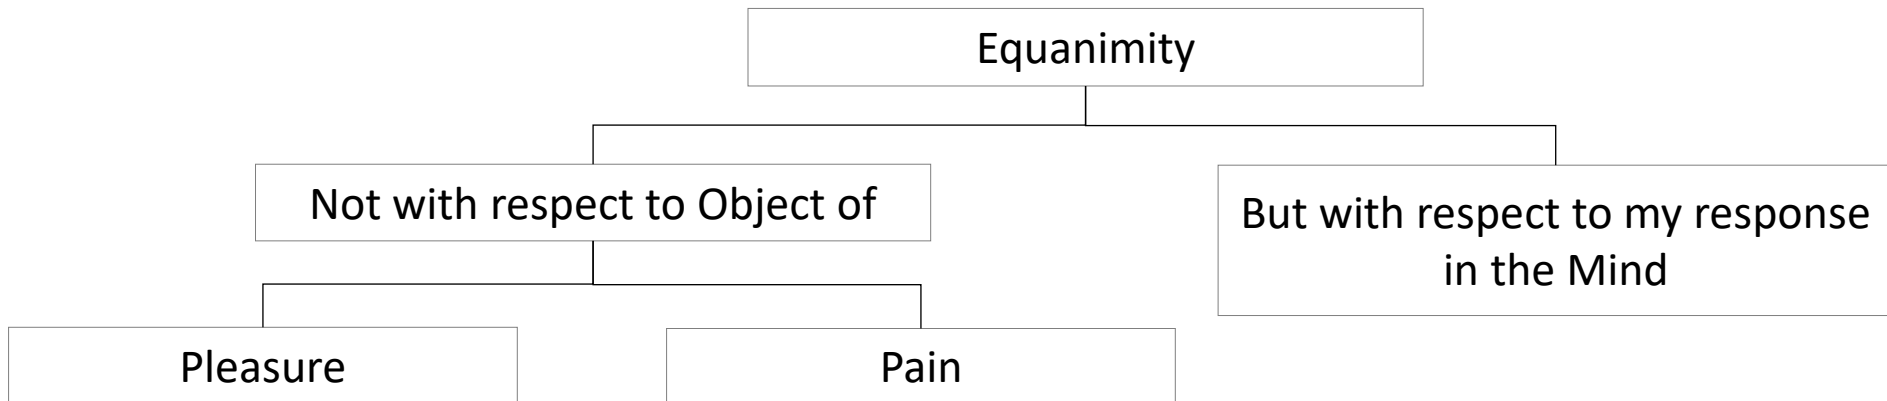 Equanimity
Not with respect to Object of
But with respect to my response
in the Mind
Pleasure
Pain